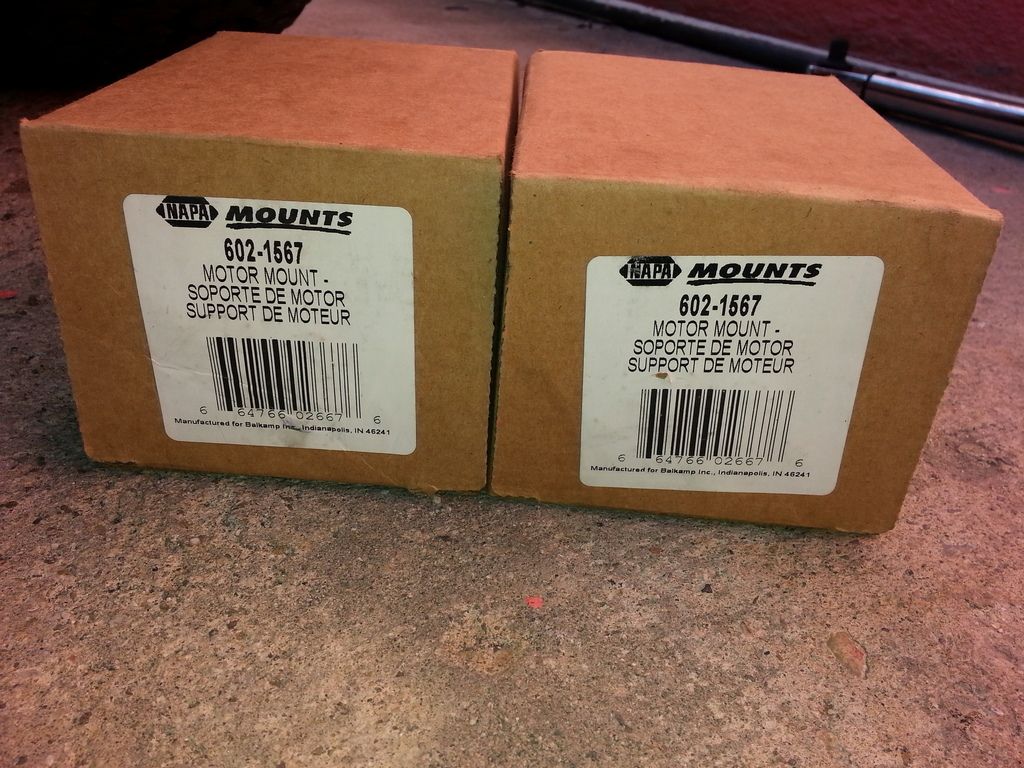 NAPA MOUNTS
602-1567
MOTOR MOUNT -
SOPORTE DE MOTOR
SUPPORT DE MOTEUR
6 64766 02667 6
Manufactured for Balkamp Inc., Indianapolis, IN 46241
NAPA MOUNTS
602-1567
MOTOR MOUNT -
SOPORTE DE MOTOR
SUPPORT DE MOTEUR
6 64766 02667 6
Manufactured for Balkamp Inc., Indianapolis, IN 46241